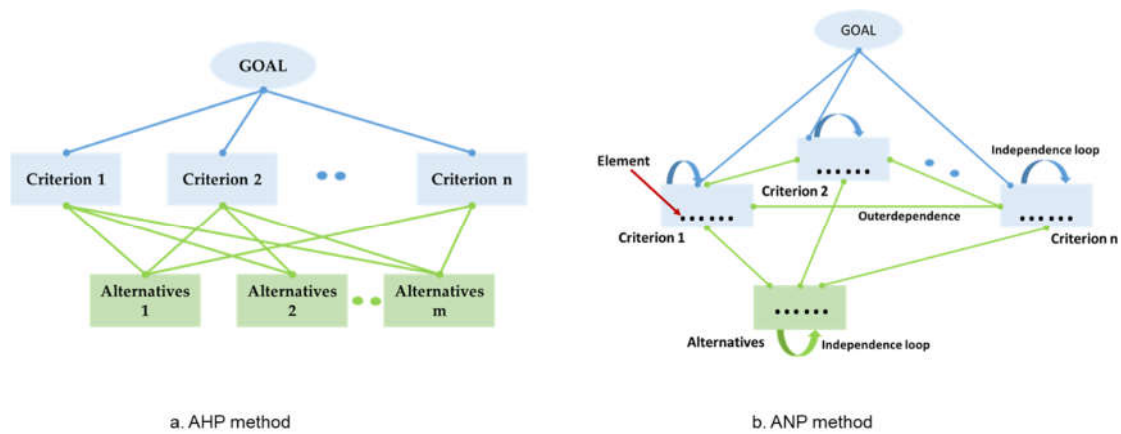 GOAL
Criterion 1
Criterion 2
Criterion n
Alternatives
1
Alternatives
2
Alternatives
m
a. AHP method
GOAL
Independence loop
Element
Criterion 2
Outerdependence
Criterion 1
Criterion n
Alternatives
Independence loop
b. ANP method